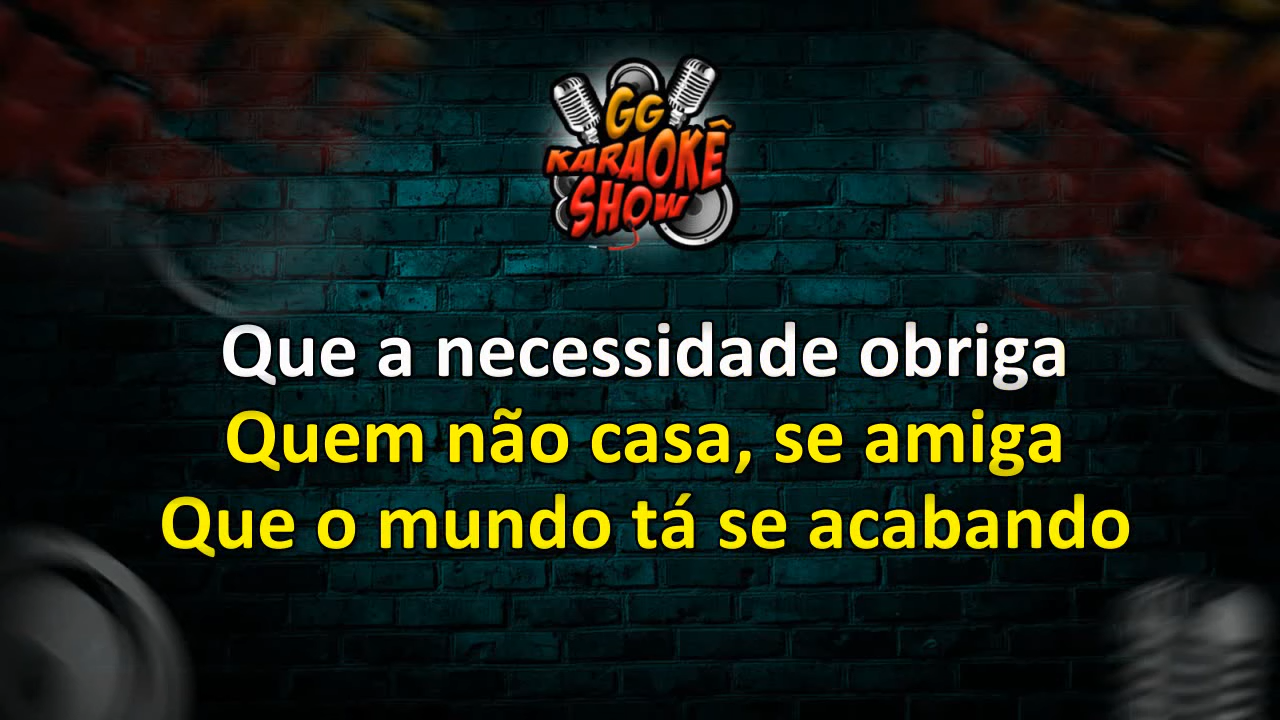 GG
KARAOKÊ
SHOW
Que a necessidade obriga
Quem não casa, se amiga
Que o mundo tá se acabando